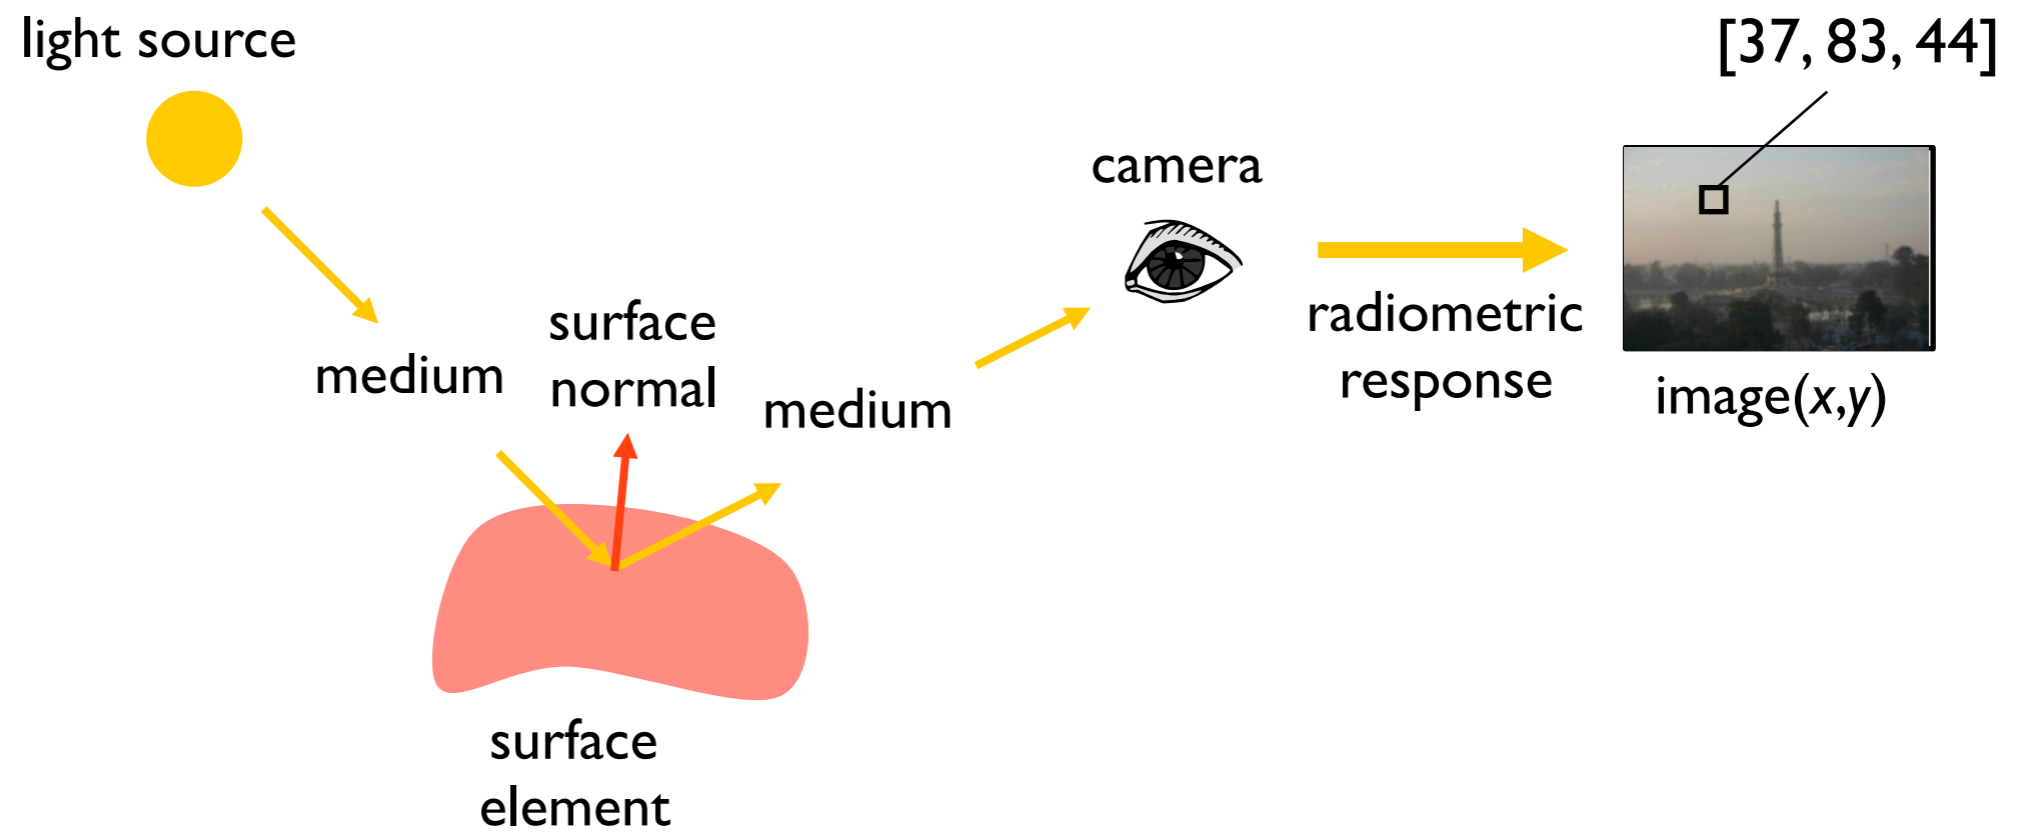 light source
[37, 83, 44]
camera
surface
normal
medium
medium
radiometric
response
image(x,y)
surface
element